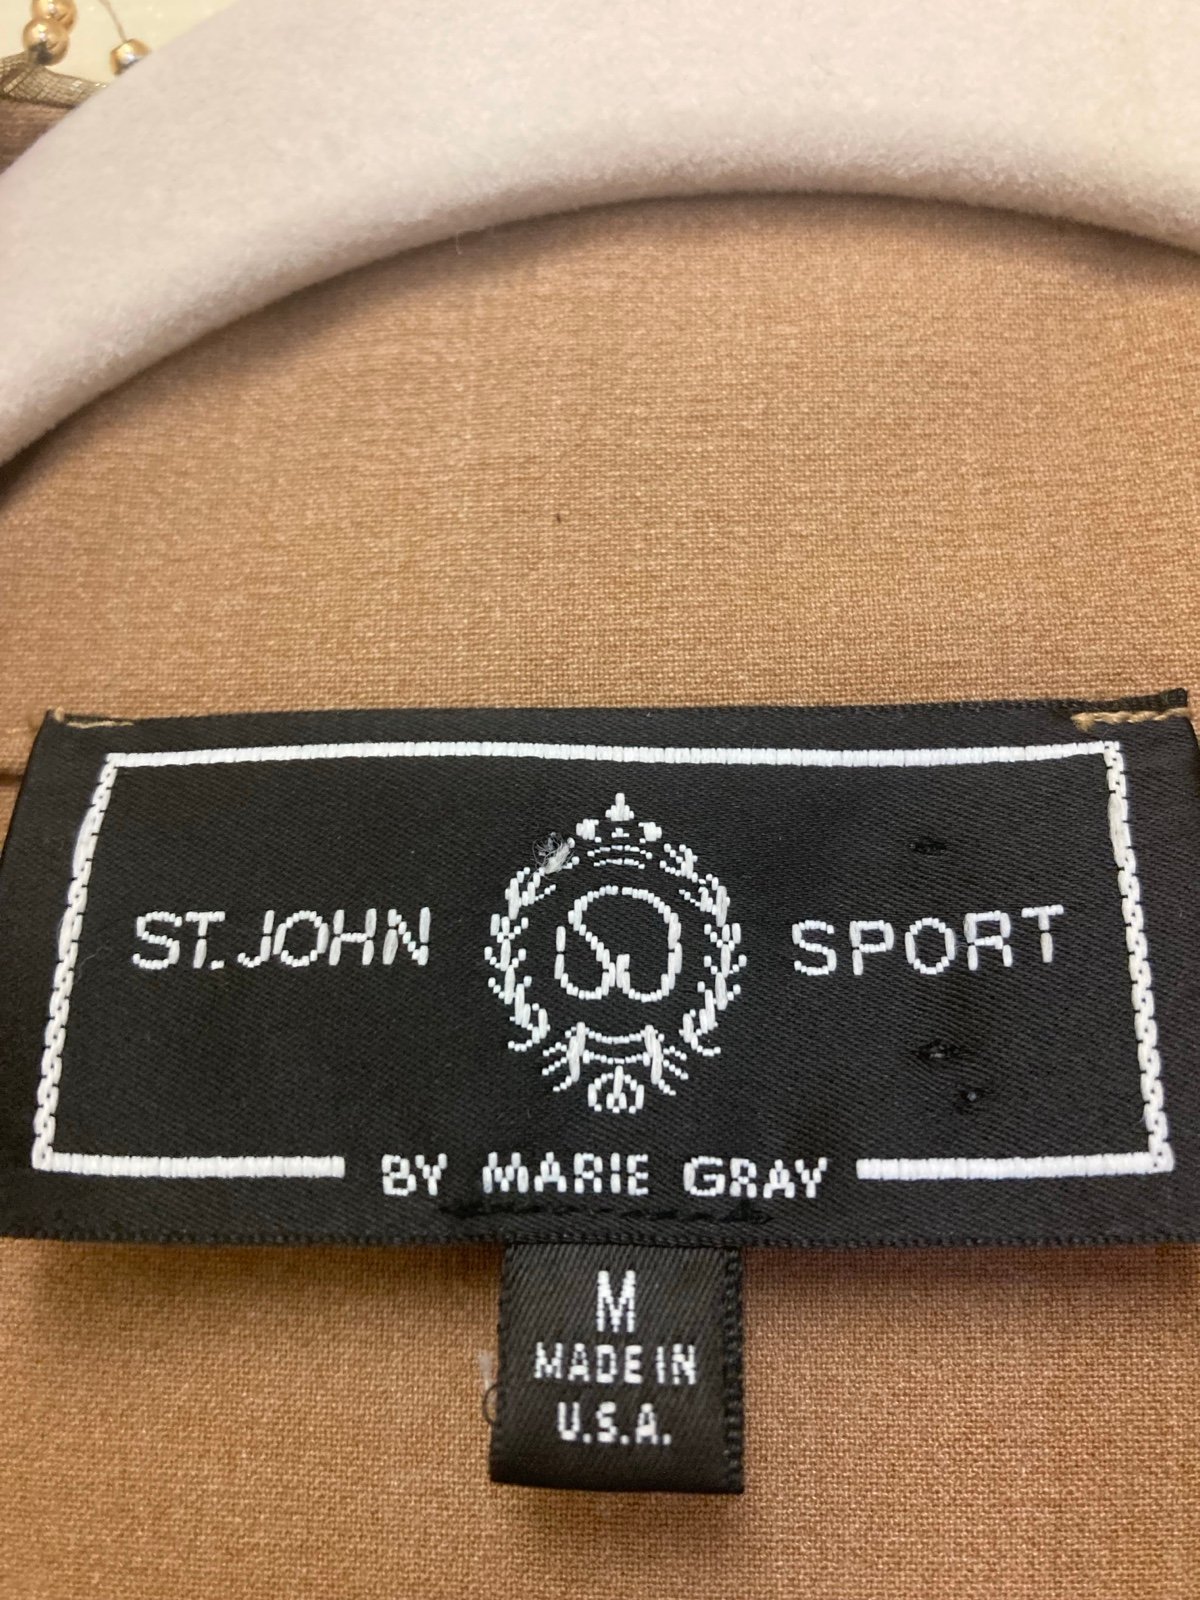 ST. JOHN SJ SPORT
BY MARIE GRAY
M
MADE IN
U.S.A.